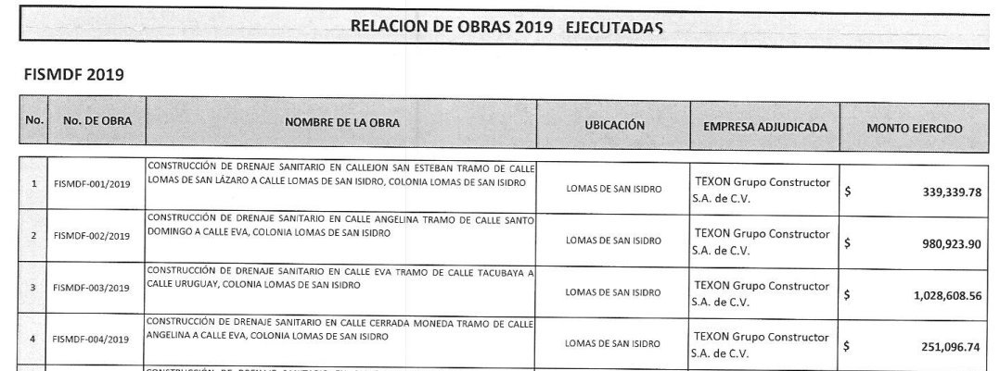 RELACION DE OBRAS 2019 EJECUTADAS
FISMDF 2019
No. No. DE OBRA NOMBRE DE LA OBRA UBICACIÓN EMPRESA ADJUDICADA MONTO EJERCIDO
CONSTRUCCIÓN DE DRENAJE SANITARIO EN CALLEJON SAN ESTEBAN TRAMO DE CALLE
1 FISMDF-001/2019 LOMAS DE SAN LÁZARO A CALLE LOMAS DE SAN ISIDRO, COLONIA LOMAS DE SAN ISIDRO LOMAS DE SAN ISIDRO TEXON Grupo Constructor $ 339,339.78
S.A. de C.V.
CONSTRUCCIÓN DE DRENAJE SANITARIO EN CALLE ANGELINA TRAMO DE CALLE SANTO
2 FISMDF-002/2019 DOMINGO A CALLE EVA, COLONIA LOMAS DE SAN ISIDRO LOMAS DE SAN ISIDRO TEXON Grupo Constructor $ 980,923.90
S.A. de C.V.
CONSTRUCCIÓN DE DRENAJE SANITARIO EN CALLE EVA TRAMO DE CALLE TACUBAYA A
3 FISMDF-003/2019 CALLE URUGUAY, COLONIA LOMAS DE SAN ISIDRO LOMAS DE SAN ISIDRO TEXON Grupo Constructor $ 1,028,608.56
S.A. de C.V.
CONSTRUCCIÓN DE DRENAJE SANITARIO EN CALLE CERRADA MONEDA TRAMO DE CALLE
4 FISMDF-004/2019 ANGELINA A CALLE EVA, COLONIA LOMAS DE SAN ISIDRO LOMAS DE SAN ISIDRO TEXON Grupo Constructor $ 251,096.74
S.A. de C.V.